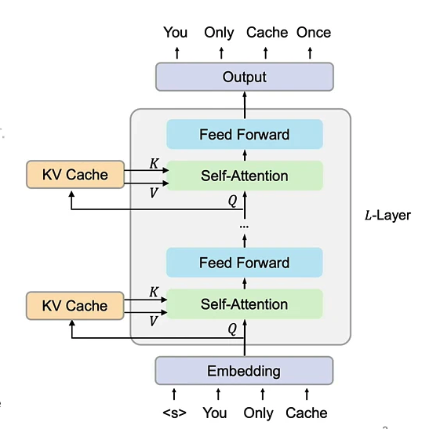 You Only Cache Once
Output
Feed Forward
KV Cache
K
V
Self-Attention
Q
L-Layer
...
Feed Forward
KV Cache
K
V
Self-Attention
Q
Embedding
<s> You Only Cache